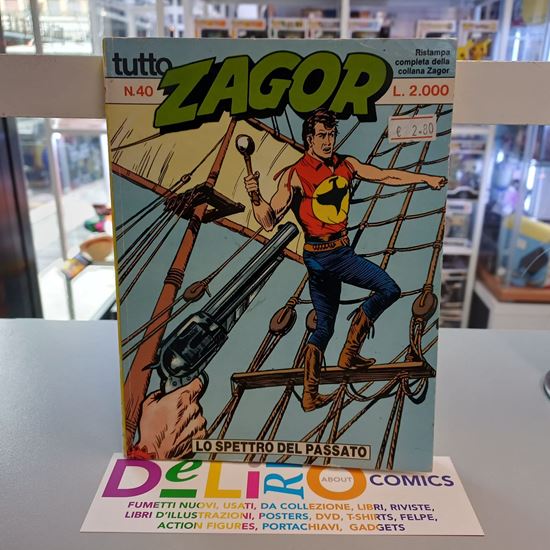 tutto
ZAGOR
Ristampa
completa della
collana Zagor
N.40
L. 2.000
€ 2.80
LO SPETTRO DEL PASSATO
DeLiRiO
ABOUT
COMICS
FUMETTI NUOVI, USATI, DA COLLEZIONE, LIBRI, RIVISTE,
LIBRI D'ILLUSTRAZIONI, POSTERS, DVD, T-SHIRTS, FELPE,
ACTION FIGURES, PORTACHIAVI, GADGETS